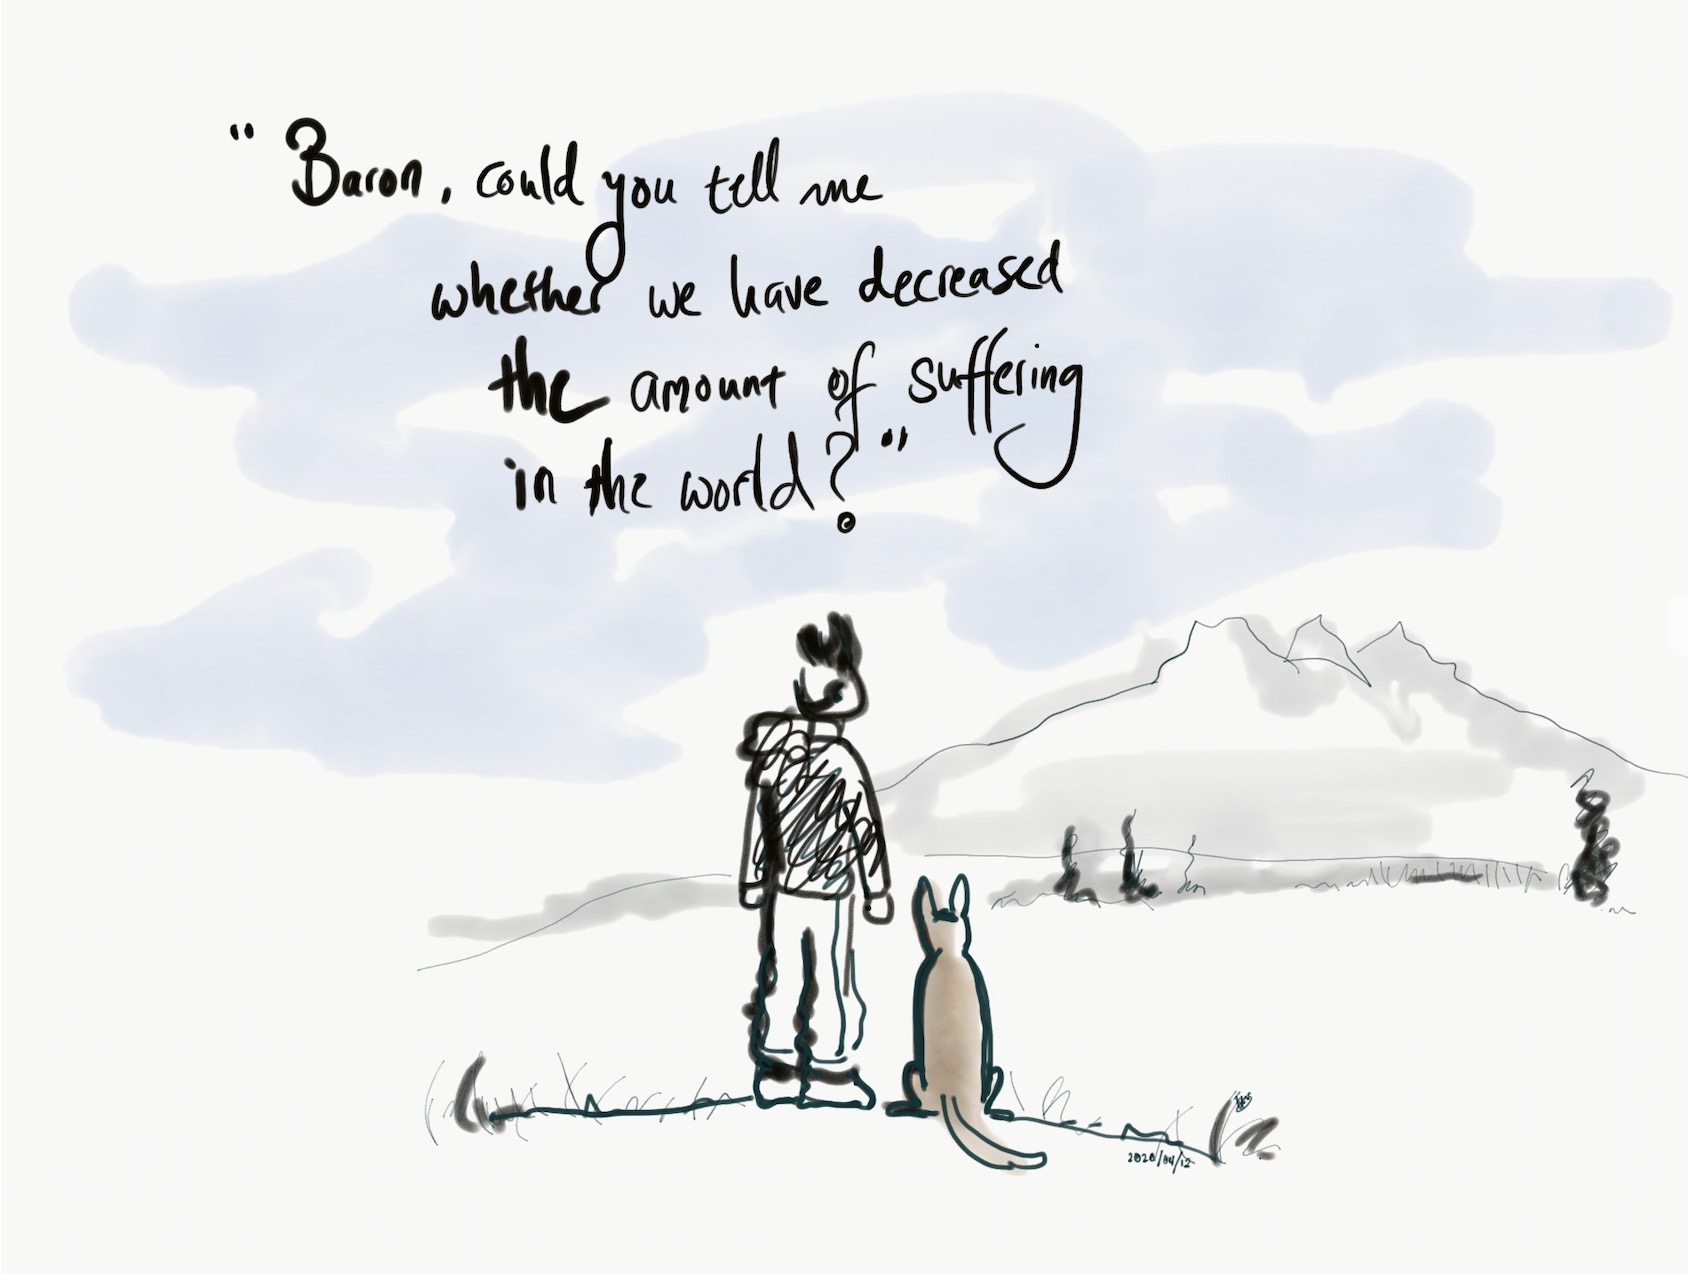 "Baron, could you tell me
whether we have decreased
the amount of suffering
in the world?"
2020/04/12